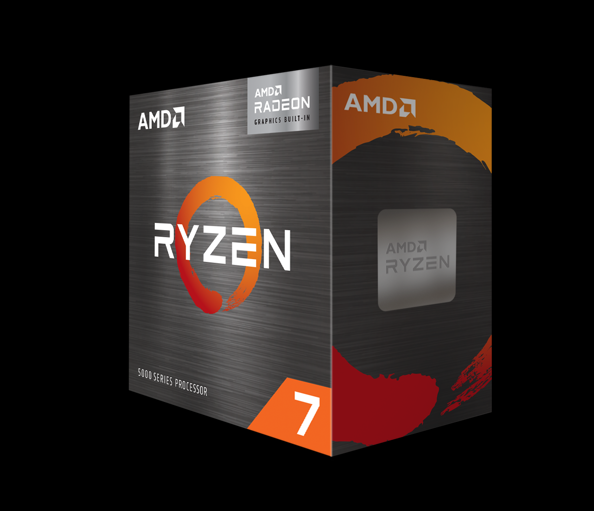 AMD
AMD
RADEON
GRAPHICS BUILT-IN
RYZEN
5000 SERIES PROCESSOR
7
AMD
AMD
RYZEN